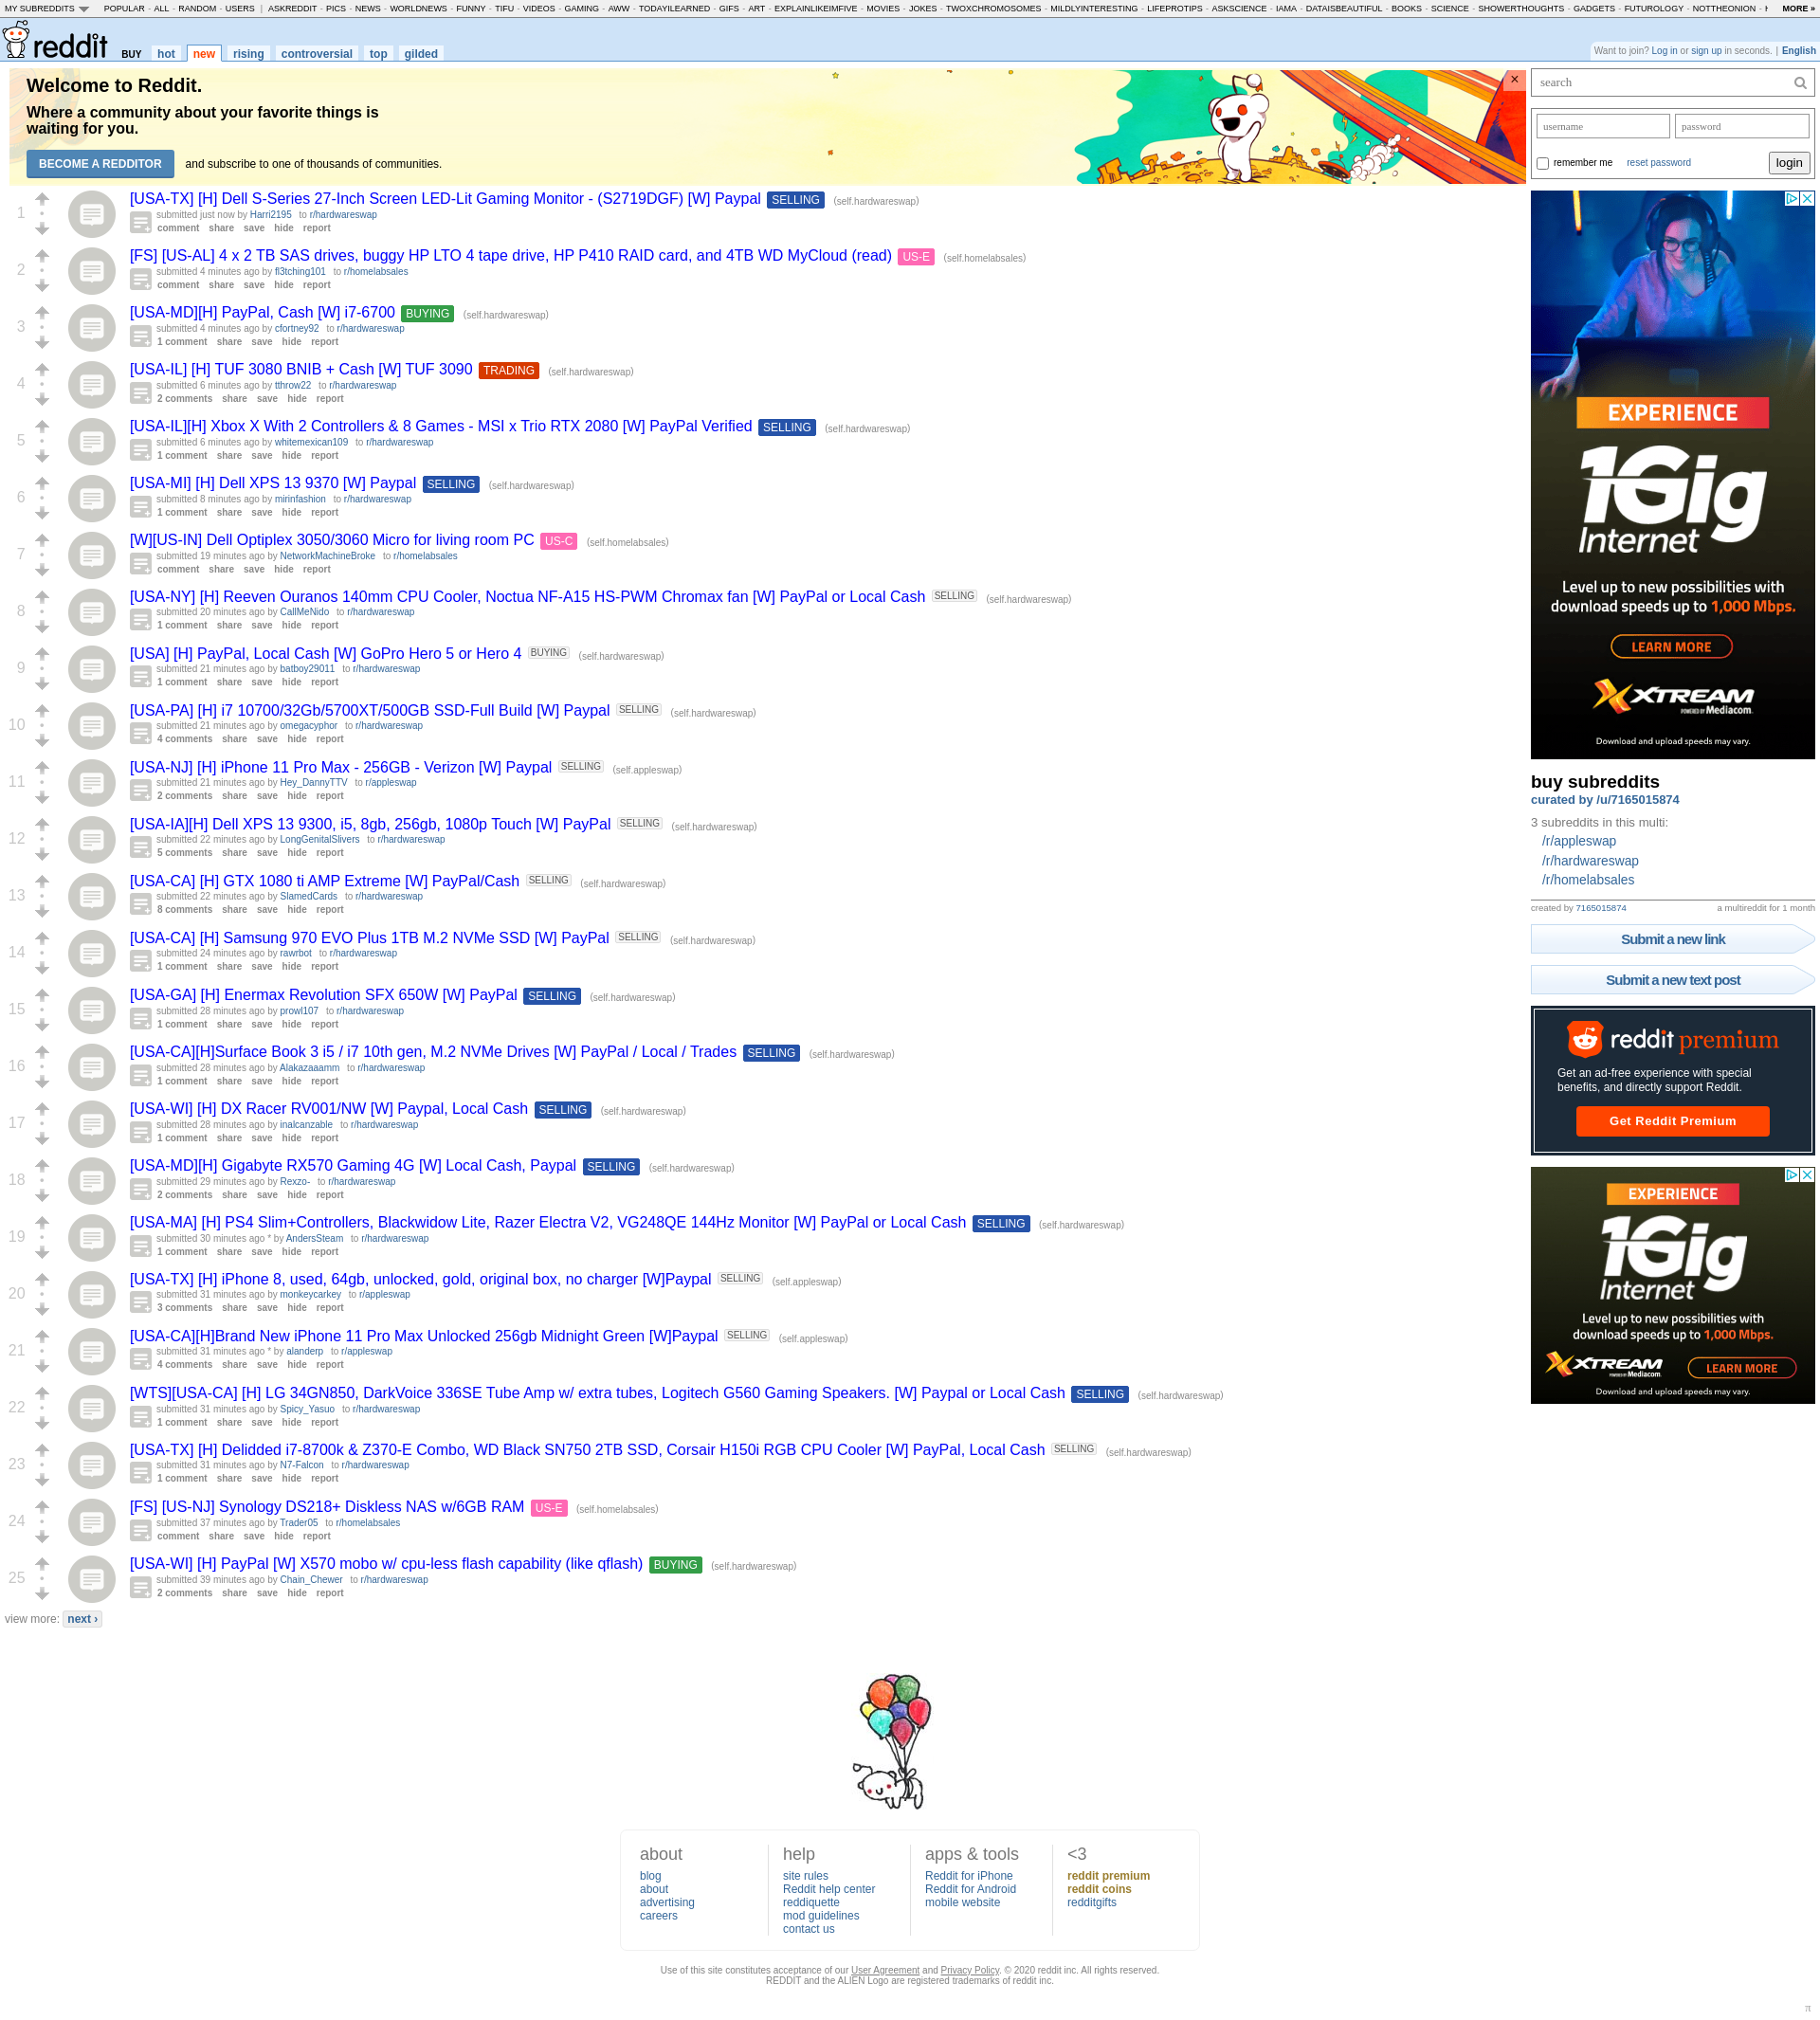 MY SUBREDDITS POPULAR - ALL - RANDOM - USERS | ASKREDDIT - PICS - NEWS - WORLDNEWS - FUNNY - TIFU - VIDEOS - GAMING - AWW - TODAYILEARNED - GIFS - ART - EXPLAINLIKEIMFIVE - MOVIES - JOKES - TWOXCHROMOSOMES - MILDLYINTERESTING - LIFEPROTIPS - ASKSCIENCE - IAMA - DATAISBEAUTIFUL - BOOKS - SCIENCE - SHOWERTHOUGHTS - GADGETS - FUTUROLOGY - NOTTHEONION - MORE »
reddit BUY hot new rising controversial top gilded
Want to join? Log in or sign up in seconds. | English
Welcome to Reddit.
Where a community about your favorite things is
waiting for you.
BECOME A REDDITOR and subscribe to one of thousands of communities.
×
1
[USA-TX] [H] Dell S-Series 27-Inch Screen LED-Lit Gaming Monitor - (S2719DGF) [W] Paypal SELLING (self.hardwareswap)
submitted just now by Harri2195 to r/hardwareswap
comment share save hide report
2
[FS] [US-AL] 4 x 2 TB SAS drives, buggy HP LTO 4 tape drive, HP P410 RAID card, and 4TB WD MyCloud (read) US-E (self.homelabsales)
submitted 4 minutes ago by fl3tching101 to r/homelabsales
comment share save hide report
3
[USA-MD][H] PayPal, Cash [W] i7-6700 BUYING (self.hardwareswap)
submitted 4 minutes ago by cfortney92 to r/hardwareswap
1 comment share save hide report
4
[USA-IL] [H] TUF 3080 BNIB + Cash [W] TUF 3090 TRADING (self.hardwareswap)
submitted 6 minutes ago by tthrow22 to r/hardwareswap
2 comments share save hide report
5
[USA-IL][H] Xbox X With 2 Controllers & 8 Games - MSI x Trio RTX 2080 [W] PayPal Verified SELLING (self.hardwareswap)
submitted 6 minutes ago by whitemexican109 to r/hardwareswap
1 comment share save hide report
6
[USA-MI] [H] Dell XPS 13 9370 [W] Paypal SELLING (self.hardwareswap)
submitted 8 minutes ago by mirinfashion to r/hardwareswap
1 comment share save hide report
7
[W][US-IN] Dell Optiplex 3050/3060 Micro for living room PC US-C (self.homelabsales)
submitted 19 minutes ago by NetworkMachineBroke to r/homelabsales
comment share save hide report
8
[USA-NY] [H] Reeven Ouranos 140mm CPU Cooler, Noctua NF-A15 HS-PWM Chromax fan [W] PayPal or Local Cash SELLING (self.hardwareswap)
submitted 20 minutes ago by CallMeNido to r/hardwareswap
1 comment share save hide report
9
[USA] [H] PayPal, Local Cash [W] GoPro Hero 5 or Hero 4 BUYING (self.hardwareswap)
submitted 21 minutes ago by batboy29011 to r/hardwareswap
1 comment share save hide report
10
[USA-PA] [H] i7 10700/32Gb/5700XT/500GB SSD-Full Build [W] Paypal SELLING (self.hardwareswap)
submitted 21 minutes ago by omegacyphor to r/hardwareswap
4 comments share save hide report
11
[USA-NJ] [H] iPhone 11 Pro Max - 256GB - Verizon [W] Paypal SELLING (self.appleswap)
submitted 21 minutes ago by Hey_DannyTTV to r/appleswap
2 comments share save hide report
12
[USA-IA][H] Dell XPS 13 9300, i5, 8gb, 256gb, 1080p Touch [W] PayPal SELLING (self.hardwareswap)
submitted 22 minutes ago by LongGenitalSlivers to r/hardwareswap
5 comments share save hide report
13
[USA-CA] [H] GTX 1080 ti AMP Extreme [W] PayPal/Cash SELLING (self.hardwareswap)
submitted 22 minutes ago by SlamedCards to r/hardwareswap
8 comments share save hide report
14
[USA-CA] [H] Samsung 970 EVO Plus 1TB M.2 NVMe SSD [W] PayPal SELLING (self.hardwareswap)
submitted 24 minutes ago by rawrbot to r/hardwareswap
1 comment share save hide report
15
[USA-GA] [H] Enermax Revolution SFX 650W [W] PayPal SELLING (self.hardwareswap)
submitted 28 minutes ago by prowl107 to r/hardwareswap
1 comment share save hide report
16
[USA-CA][H]Surface Book 3 i5 / i7 10th gen, M.2 NVMe Drives [W] PayPal / Local / Trades SELLING (self.hardwareswap)
submitted 28 minutes ago by Alakazaaamm to r/hardwareswap
1 comment share save hide report
17
[USA-WI] [H] DX Racer RV001/NW [W] Paypal, Local Cash SELLING (self.hardwareswap)
submitted 28 minutes ago by inalcanzable to r/hardwareswap
1 comment share save hide report
18
[USA-MD][H] Gigabyte RX570 Gaming 4G [W] Local Cash, Paypal SELLING (self.hardwareswap)
submitted 29 minutes ago by Rexzo- to r/hardwareswap
2 comments share save hide report
19
[USA-MA] [H] PS4 Slim+Controllers, Blackwidow Lite, Razer Electra V2, VG248QE 144Hz Monitor [W] PayPal or Local Cash SELLING (self.hardwareswap)
submitted 30 minutes ago * by AndersSteam to r/hardwareswap
1 comment share save hide report
20
[USA-TX] [H] iPhone 8, used, 64gb, unlocked, gold, original box, no charger [W]Paypal SELLING (self.appleswap)
submitted 31 minutes ago by monkeycarkey to r/appleswap
3 comments share save hide report
21
[USA-CA][H]Brand New iPhone 11 Pro Max Unlocked 256gb Midnight Green [W]Paypal SELLING (self.appleswap)
submitted 31 minutes ago * by alanderp to r/appleswap
4 comments share save hide report
22
[WTS][USA-CA] [H] LG 34GN850, DarkVoice 336SE Tube Amp w/ extra tubes, Logitech G560 Gaming Speakers. [W] Paypal or Local Cash SELLING (self.hardwareswap)
submitted 31 minutes ago by Spicy_Yasuo to r/hardwareswap
1 comment share save hide report
23
[USA-TX] [H] Delidded i7-8700k & Z370-E Combo, WD Black SN750 2TB SSD, Corsair H150i RGB CPU Cooler [W] PayPal, Local Cash SELLING (self.hardwareswap)
submitted 31 minutes ago by N7-Falcon to r/hardwareswap
1 comment share save hide report
24
[FS] [US-NJ] Synology DS218+ Diskless NAS w/6GB RAM US-E (self.homelabsales)
submitted 37 minutes ago by Trader05 to r/homelabsales
comment share save hide report
25
[USA-WI] [H] PayPal [W] X570 mobo w/ cpu-less flash capability (like qflash) BUYING (self.hardwareswap)
submitted 39 minutes ago by Chain_Chewer to r/hardwareswap
2 comments share save hide report
view more: next ›
search
username password
remember me reset password login
EXPERIENCE
1Gig
Internet
Level up to new possibilities with
download speeds up to 1,000 Mbps.
LEARN MORE
XTREAM
POWERED BY Mediacom
Download and upload speeds may vary.
buy subreddits
curated by /u/7165015874
3 subreddits in this multi:
/r/appleswap
/r/hardwareswap
/r/homelabsales
created by 7165015874 a multireddit for 1 month
Submit a new link
Submit a new text post
reddit premium
Get an ad-free experience with special
benefits, and directly support Reddit.
Get Reddit Premium
EXPERIENCE
1Gig
Internet
Level up to new possibilities with
download speeds up to 1,000 Mbps.
XTREAM LEARN MORE
POWERED BY Mediacom
Download and upload speeds may vary.
about
blog
about
advertising
careers
help
site rules
Reddit help center
reddiquette
mod guidelines
contact us
apps & tools
Reddit for iPhone
Reddit for Android
mobile website
<3
reddit premium
reddit coins
redditgifts
Use of this site constitutes acceptance of our User Agreement and Privacy Policy. © 2020 reddit inc. All rights reserved.
REDDIT and the ALIEN Logo are registered trademarks of reddit inc.
π